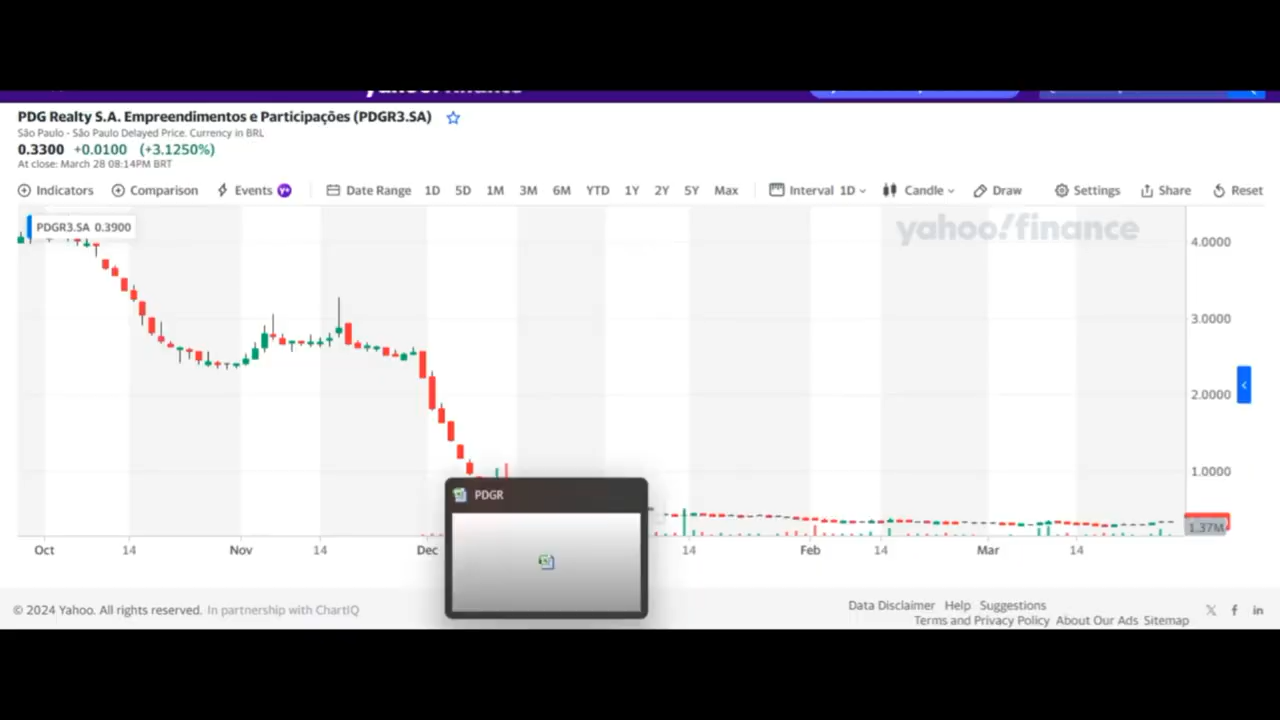 PDG Realty S.A. Empreendimentos e Participações (PDGR3.SA)
São Paulo - São Paulo Delayed Price. Currency in BRL
0.3300 +0.0100 (+3.1250%)
At close: March 28 08:14PM BRT
Indicators Comparison Events Y+ Date Range 1D 5D 1M 3M 6M YTD 1Y 2Y 5Y Max Interval 1D Candle Draw Settings Share Reset
PDGR3.SA 0.3900
yahoo!finance
4.0000
3.0000
2.0000
1.0000
PDGR
1.37M
Oct 14 Nov 14 Dec 14 Feb 14 Mar 14
© 2024 Yahoo. All rights reserved. In partnership with ChartIQ
Data Disclaimer Help Suggestions
Terms and Privacy Policy About Our Ads Sitemap